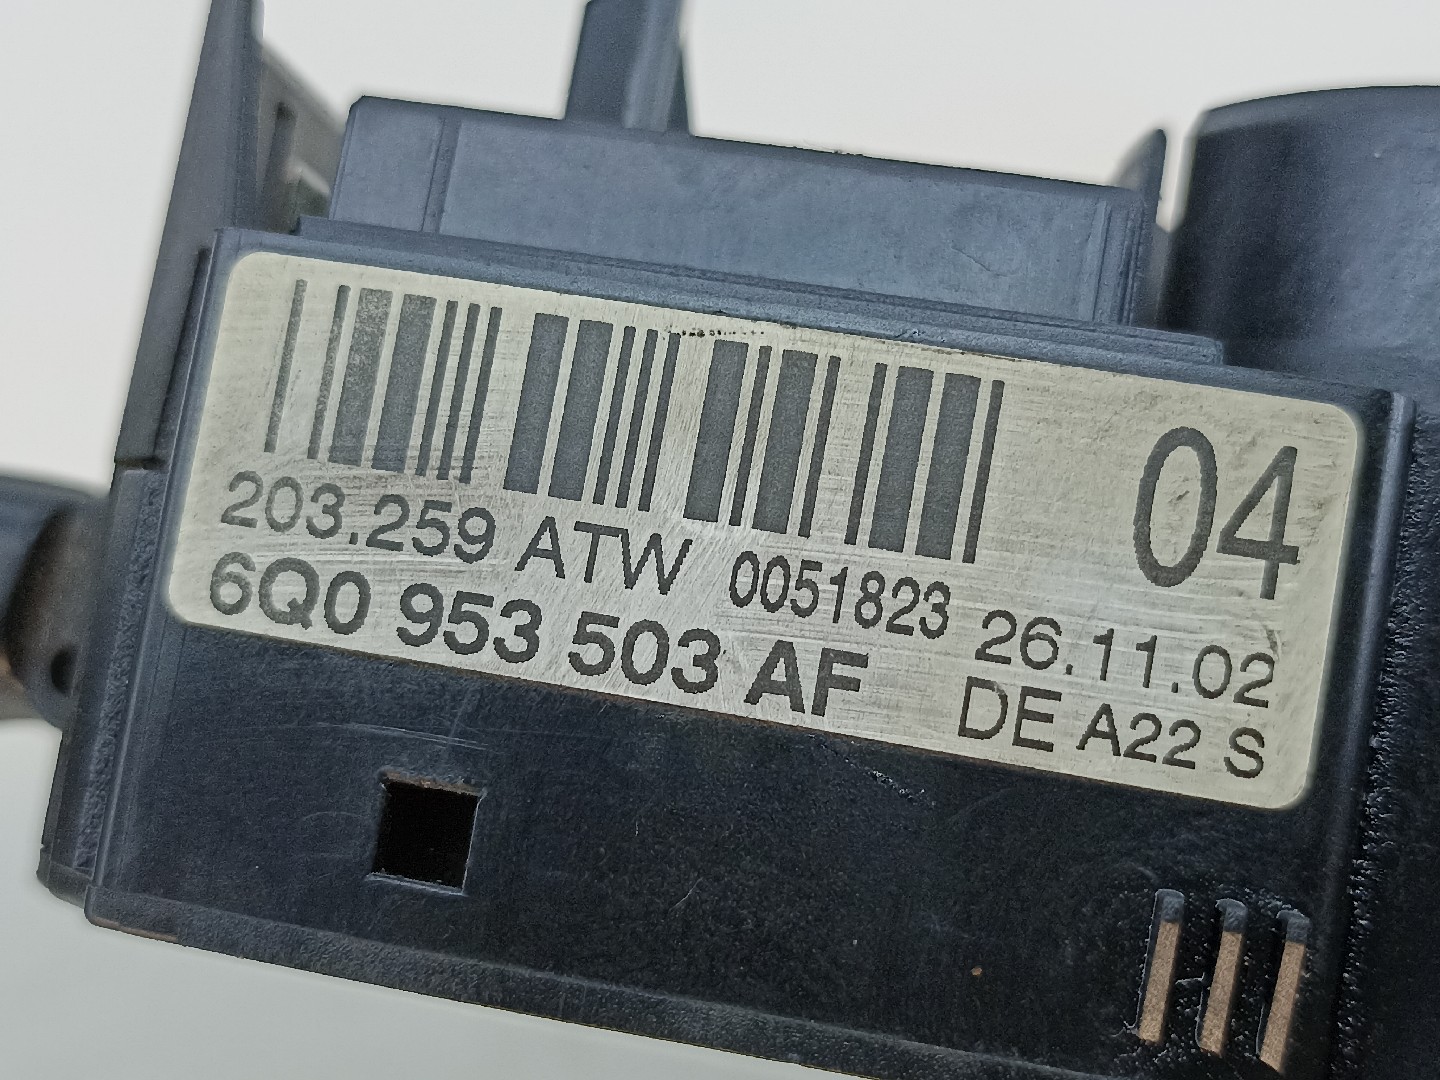 04
203.259 ATW 0051823 26.11.02
6Q0 953 503 AF DE A22 S